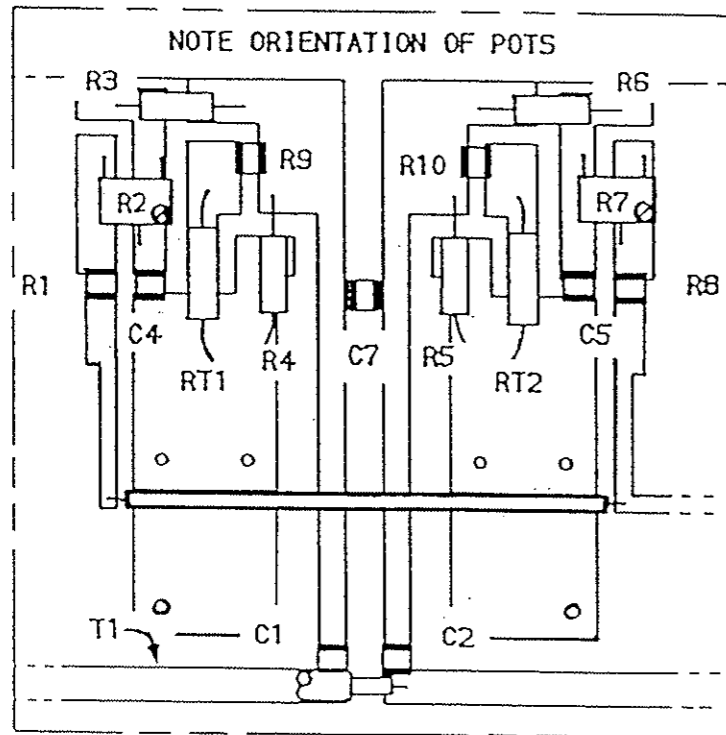 NOTE ORIENTATION OF POTS
R3 R6
R9 R10
R2 R7
R1 R8
C4 C7 C5
R4 R5
RT1 RT2
T1 C1 C2